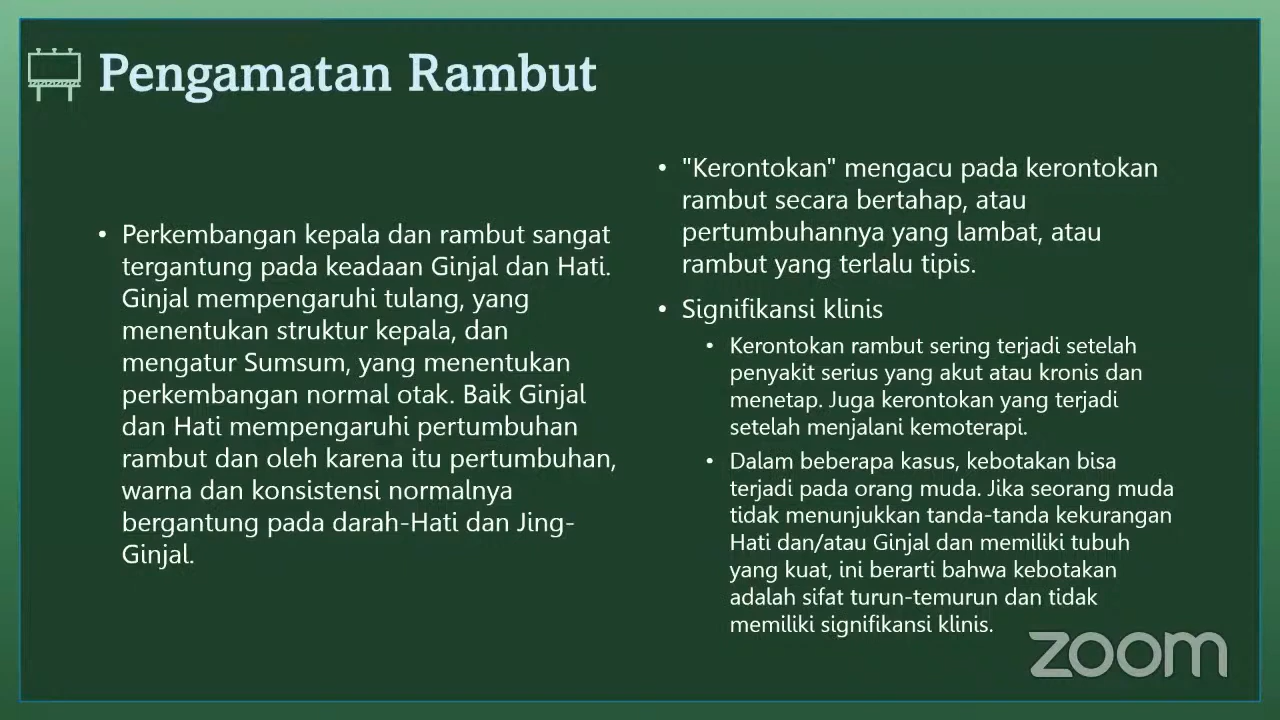 Pengamatan Rambut
• Perkembangan kepala dan rambut sangat
tergantung pada keadaan Ginjal dan Hati.
Ginjal mempengaruhi tulang, yang
menentukan struktur kepala, dan
mengatur Sumsum, yang menentukan
perkembangan normal otak. Baik Ginjal
dan Hati mempengaruhi pertumbuhan
rambut dan oleh karena itu pertumbuhan,
warna dan konsistensi normalnya
bergantung pada darah-Hati dan Jing-
Ginjal.
• "Kerontokan" mengacu pada kerontokan
rambut secara bertahap, atau
pertumbuhannya yang lambat, atau
rambut yang terlalu tipis.
• Signifikansi klinis
• Kerontokan rambut sering terjadi setelah
penyakit serius yang akut atau kronis dan
menetap. Juga kerontokan yang terjadi
setelah menjalani kemoterapi.
• Dalam beberapa kasus, kebotakan bisa
terjadi pada orang muda. Jika seorang muda
tidak menunjukkan tanda-tanda kekurangan
Hati dan/atau Ginjal dan memiliki tubuh
yang kuat, ini berarti bahwa kebotakan
adalah sifat turun-temurun dan tidak
memiliki signifikansi klinis.
zoom